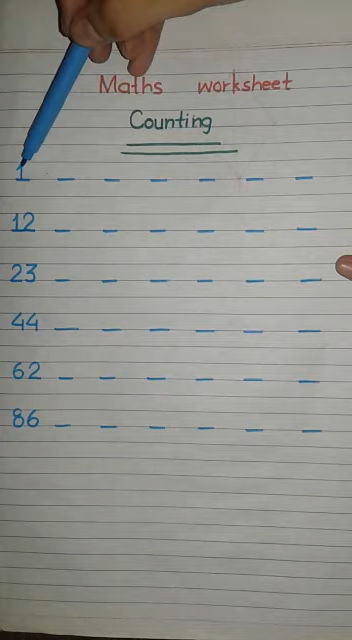 Maths worksheet
Counting
1 _ _ _ _ _ _
12 _ _ _ _ _ _
23 _ _ _ _ _ _
44 _ _ _ _ _ _
62 _ _ _ _ _ _
86 _ _ _ _ _ _